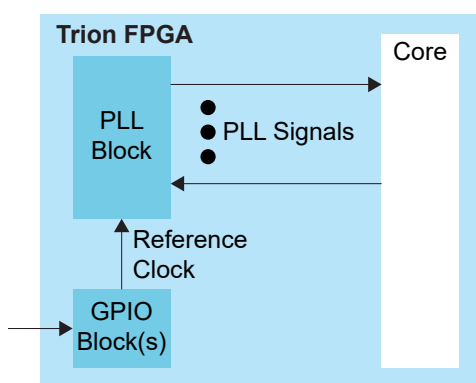 Trion FPGA
Core
PLL
Block
PLL Signals
Reference
Clock
GPIO
Block(s)